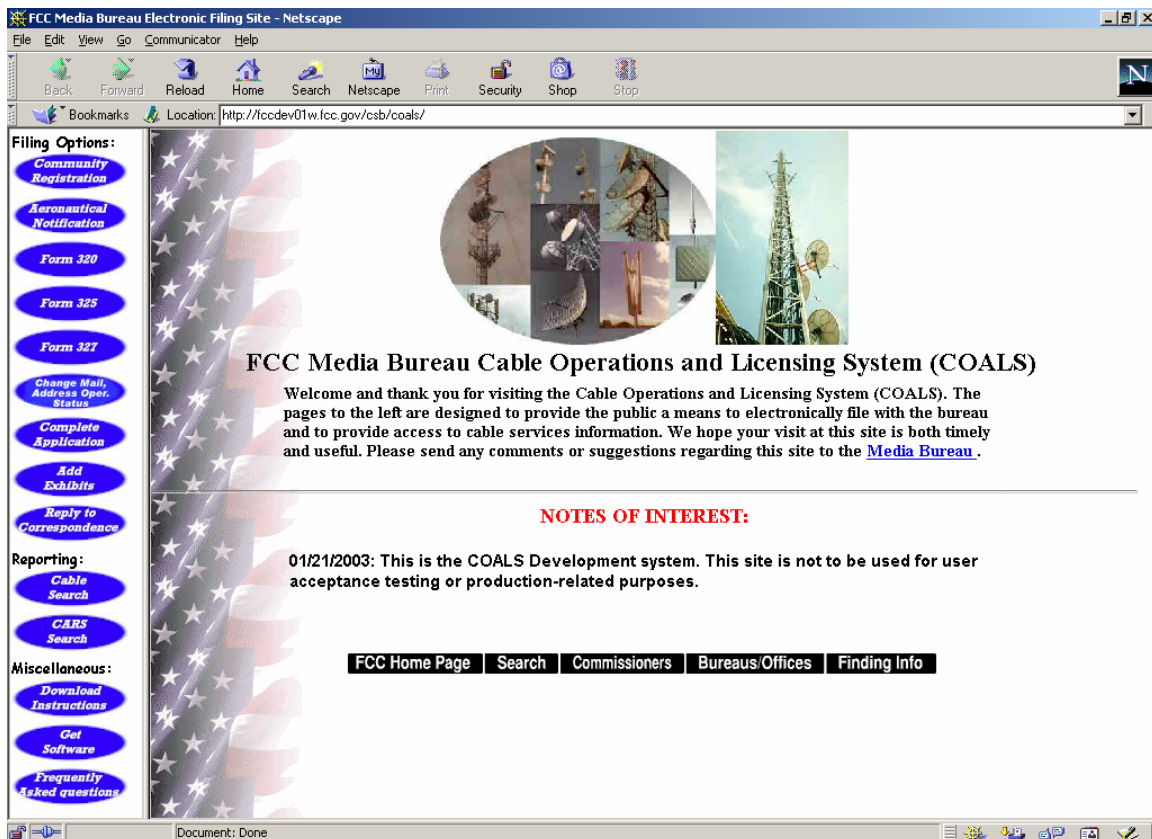 FCC Media Bureau Electronic Filing Site - Netscape
File Edit View Go Communicator Help
Back Forward Reload Home Search Netscape Print Security Shop Stop
My
N
Bookmarks Location: http://fccdev01w.fcc.gov/csb/coals/
Filing Options:
Community
Registration
Aeronautical
Notification
Form 320
Form 325
Form 327
Change Mail,
Address Oper.
Status
Complete
Application
Add
Exhibits
Reply to
Correspondence
Reporting:
Cable
Search
CARS
Search
Miscellaneous:
Download
Instructions
Get
Software
Frequently
Asked questions
FCC Media Bureau Cable Operations and Licensing System (COALS)
Welcome and thank you for visiting the Cable Operations and Licensing System (COALS). The
pages to the left are designed to provide the public a means to electronically file with the bureau
and to provide access to cable services information. We hope your visit at this site is both timely
and useful. Please send any comments or suggestions regarding this site to the Media Bureau .
NOTES OF INTEREST:
01/21/2003: This is the COALS Development system. This site is not to be used for user
acceptance testing or production-related purposes.
FCC Home Page Search Commissioners Bureaus/Offices Finding Info
Document: Done